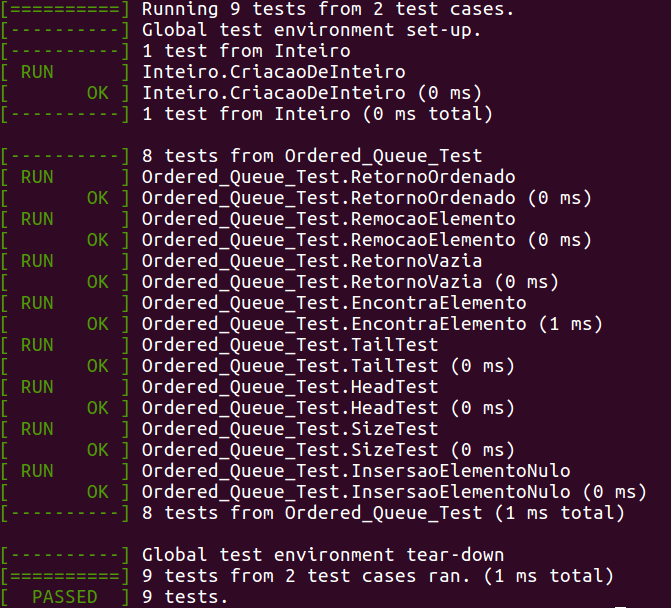 [==========] Running 9 tests from 2 test cases.
[----------] Global test environment set-up.
[----------] 1 test from Inteiro
[ RUN      ] Inteiro.CriacaoDeInteiro
[       OK ] Inteiro.CriacaoDeInteiro (0 ms)
[----------] 1 test from Inteiro (0 ms total)

[----------] 8 tests from Ordered_Queue_Test
[ RUN      ] Ordered_Queue_Test.RetornoOrdenado
[       OK ] Ordered_Queue_Test.RetornoOrdenado (0 ms)
[ RUN      ] Ordered_Queue_Test.RemocaoElemento
[       OK ] Ordered_Queue_Test.RemocaoElemento (0 ms)
[ RUN      ] Ordered_Queue_Test.RetornoVazia
[       OK ] Ordered_Queue_Test.RetornoVazia (0 ms)
[ RUN      ] Ordered_Queue_Test.EncontraElemento
[       OK ] Ordered_Queue_Test.EncontraElemento (1 ms)
[ RUN      ] Ordered_Queue_Test.TailTest
[       OK ] Ordered_Queue_Test.TailTest (0 ms)
[ RUN      ] Ordered_Queue_Test.HeadTest
[       OK ] Ordered_Queue_Test.HeadTest (0 ms)
[ RUN      ] Ordered_Queue_Test.SizeTest
[       OK ] Ordered_Queue_Test.SizeTest (0 ms)
[ RUN      ] Ordered_Queue_Test.InsersaoElementoNulo
[       OK ] Ordered_Queue_Test.InsersaoElementoNulo (0 ms)
[----------] 8 tests from Ordered_Queue_Test (1 ms total)

[----------] Global test environment tear-down
[==========] 9 tests from 2 test cases ran. (1 ms total)
[  PASSED  ] 9 tests.